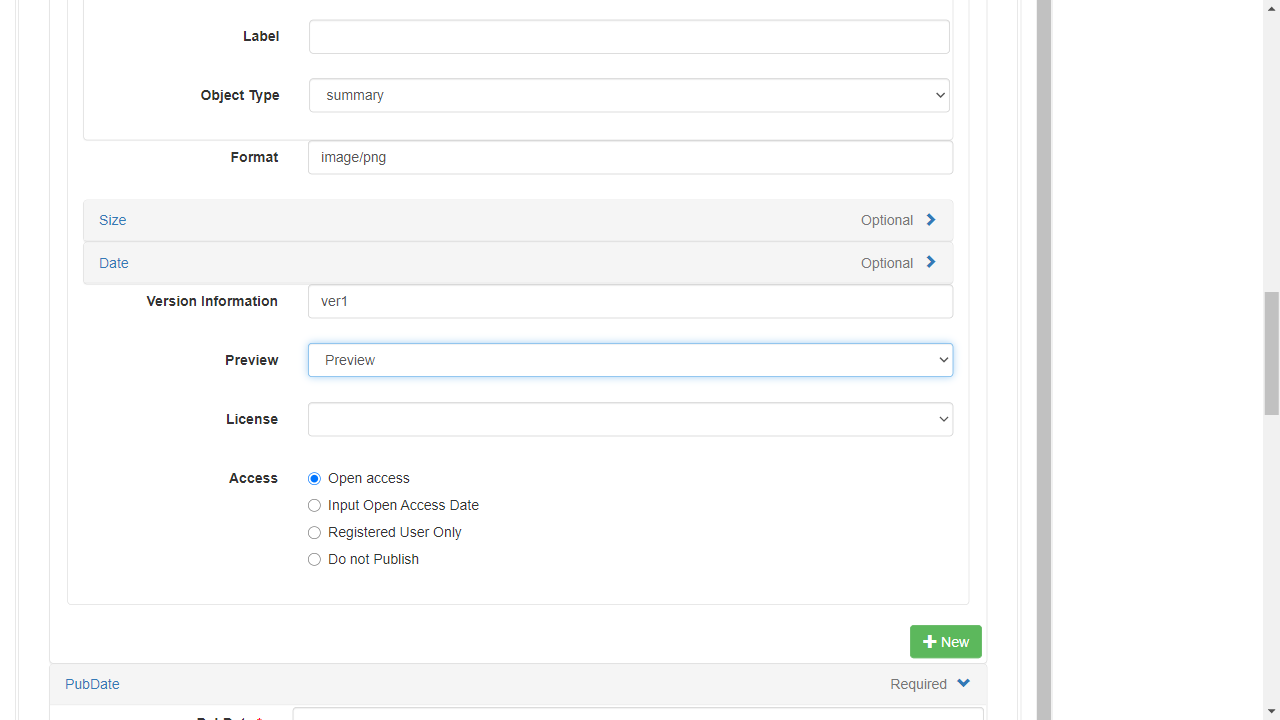 Label
Object Type summary
Format image/png
Size Optional
Date Optional
Version Information ver1
Preview Preview
License
Access Open access
Input Open Access Date
Registered User Only
Do not Publish
New
PubDate Required